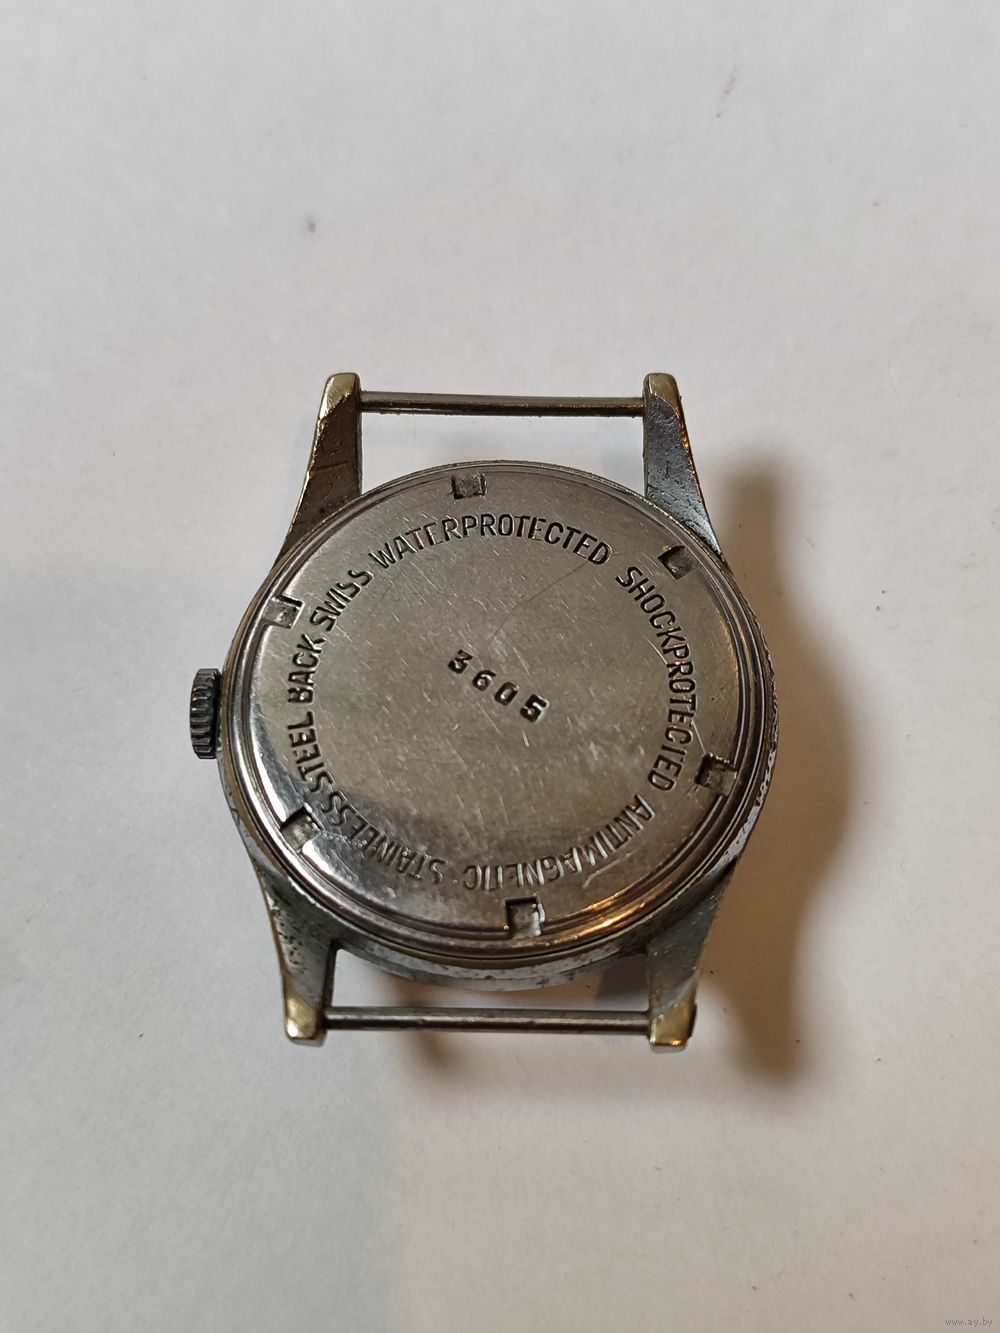 SWISS WATERPROTECTED SHOCKPROTECTED ANTIMAGNETIC STAINLESS STEEL BACK
3605
www.ay.by